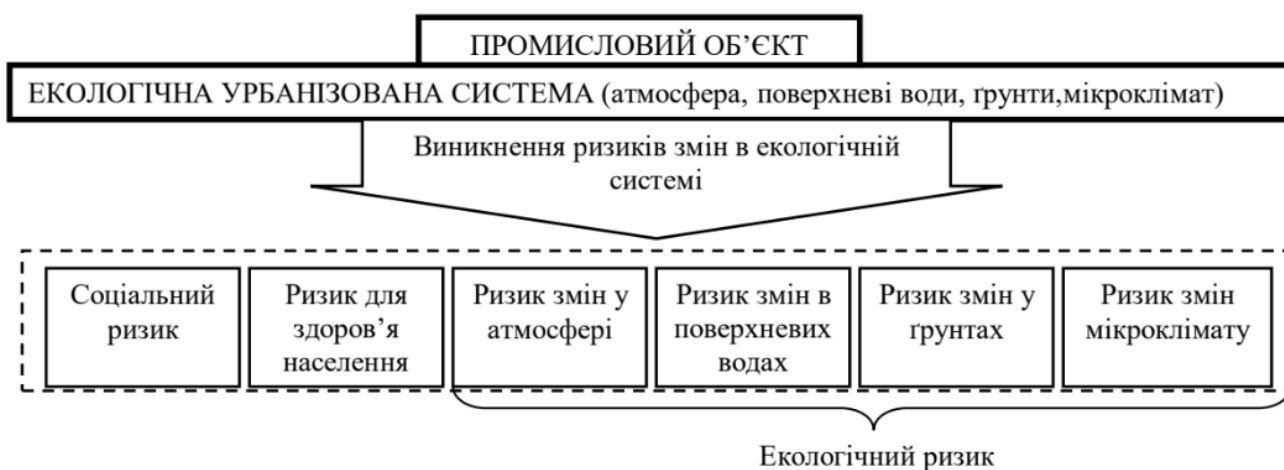 ПРОМИСЛОВИЙ ОБ’ЄКТ
ЕКОЛОГІЧНА УРБАНІЗОВАНА СИСТЕМА (атмосфера, поверхневі води, ґрунти,мікроклімат)
Виникнення ризиків змін в екологічній
системі
Соціальний
ризик
Ризик для
здоров’я
населення
Ризик змін у
атмосфері
Ризик змін в
поверхневих
водах
Ризик змін у
ґрунтах
Ризик змін
мікроклімату
Екологічний ризик